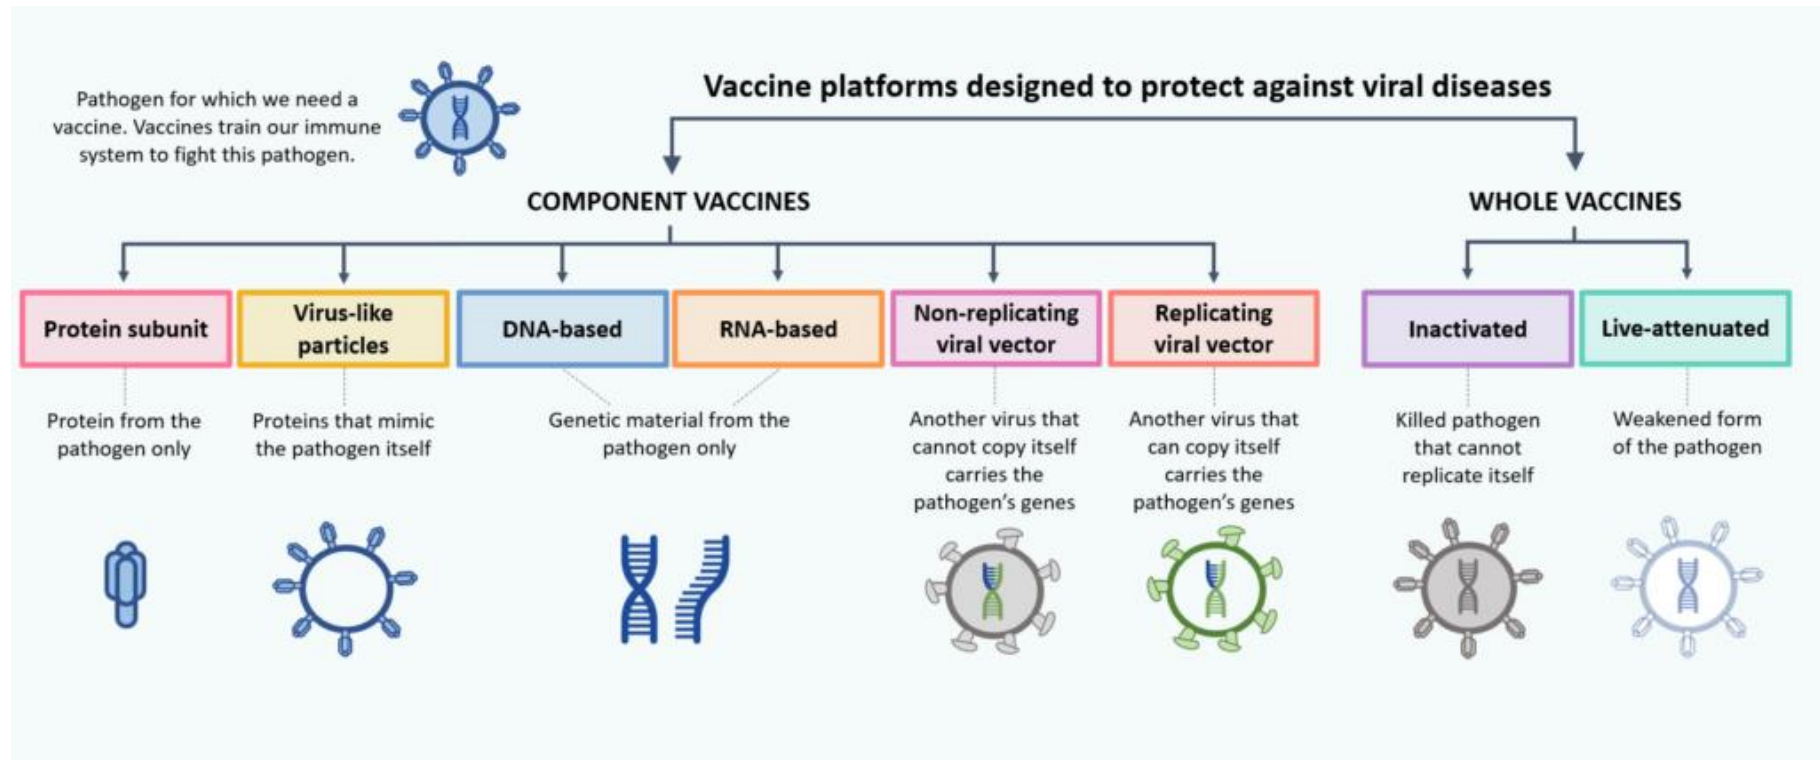 Pathogen for which we need a
vaccine. Vaccines train our immune
system to fight this pathogen.
Vaccine platforms designed to protect against viral diseases
COMPONENT VACCINES
WHOLE VACCINES
Protein subunit
Virus-like
particles
DNA-based
RNA-based
Non-replicating
viral vector
Replicating
viral vector
Inactivated
Live-attenuated
Protein from the
pathogen only
Proteins that mimic
the pathogen itself
Genetic material from the
pathogen only
Another virus that
cannot copy itself
carries the
pathogen’s genes
Another virus that
can copy itself
carries the
pathogen’s genes
Killed pathogen
that cannot
replicate itself
Weakened form
of the pathogen